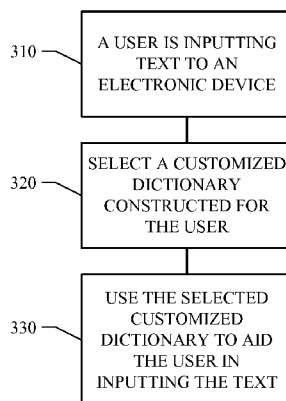 310
A USER IS INPUTTING
TEXT TO AN
ELECTRONIC DEVICE
320
SELECT A CUSTOMIZED
DICTIONARY
CONSTRUCTED FOR
THE USER
330
USE THE SELECTED
CUSTOMIZED
DICTIONARY TO AID
THE USER IN
INPUTTING THE TEXT